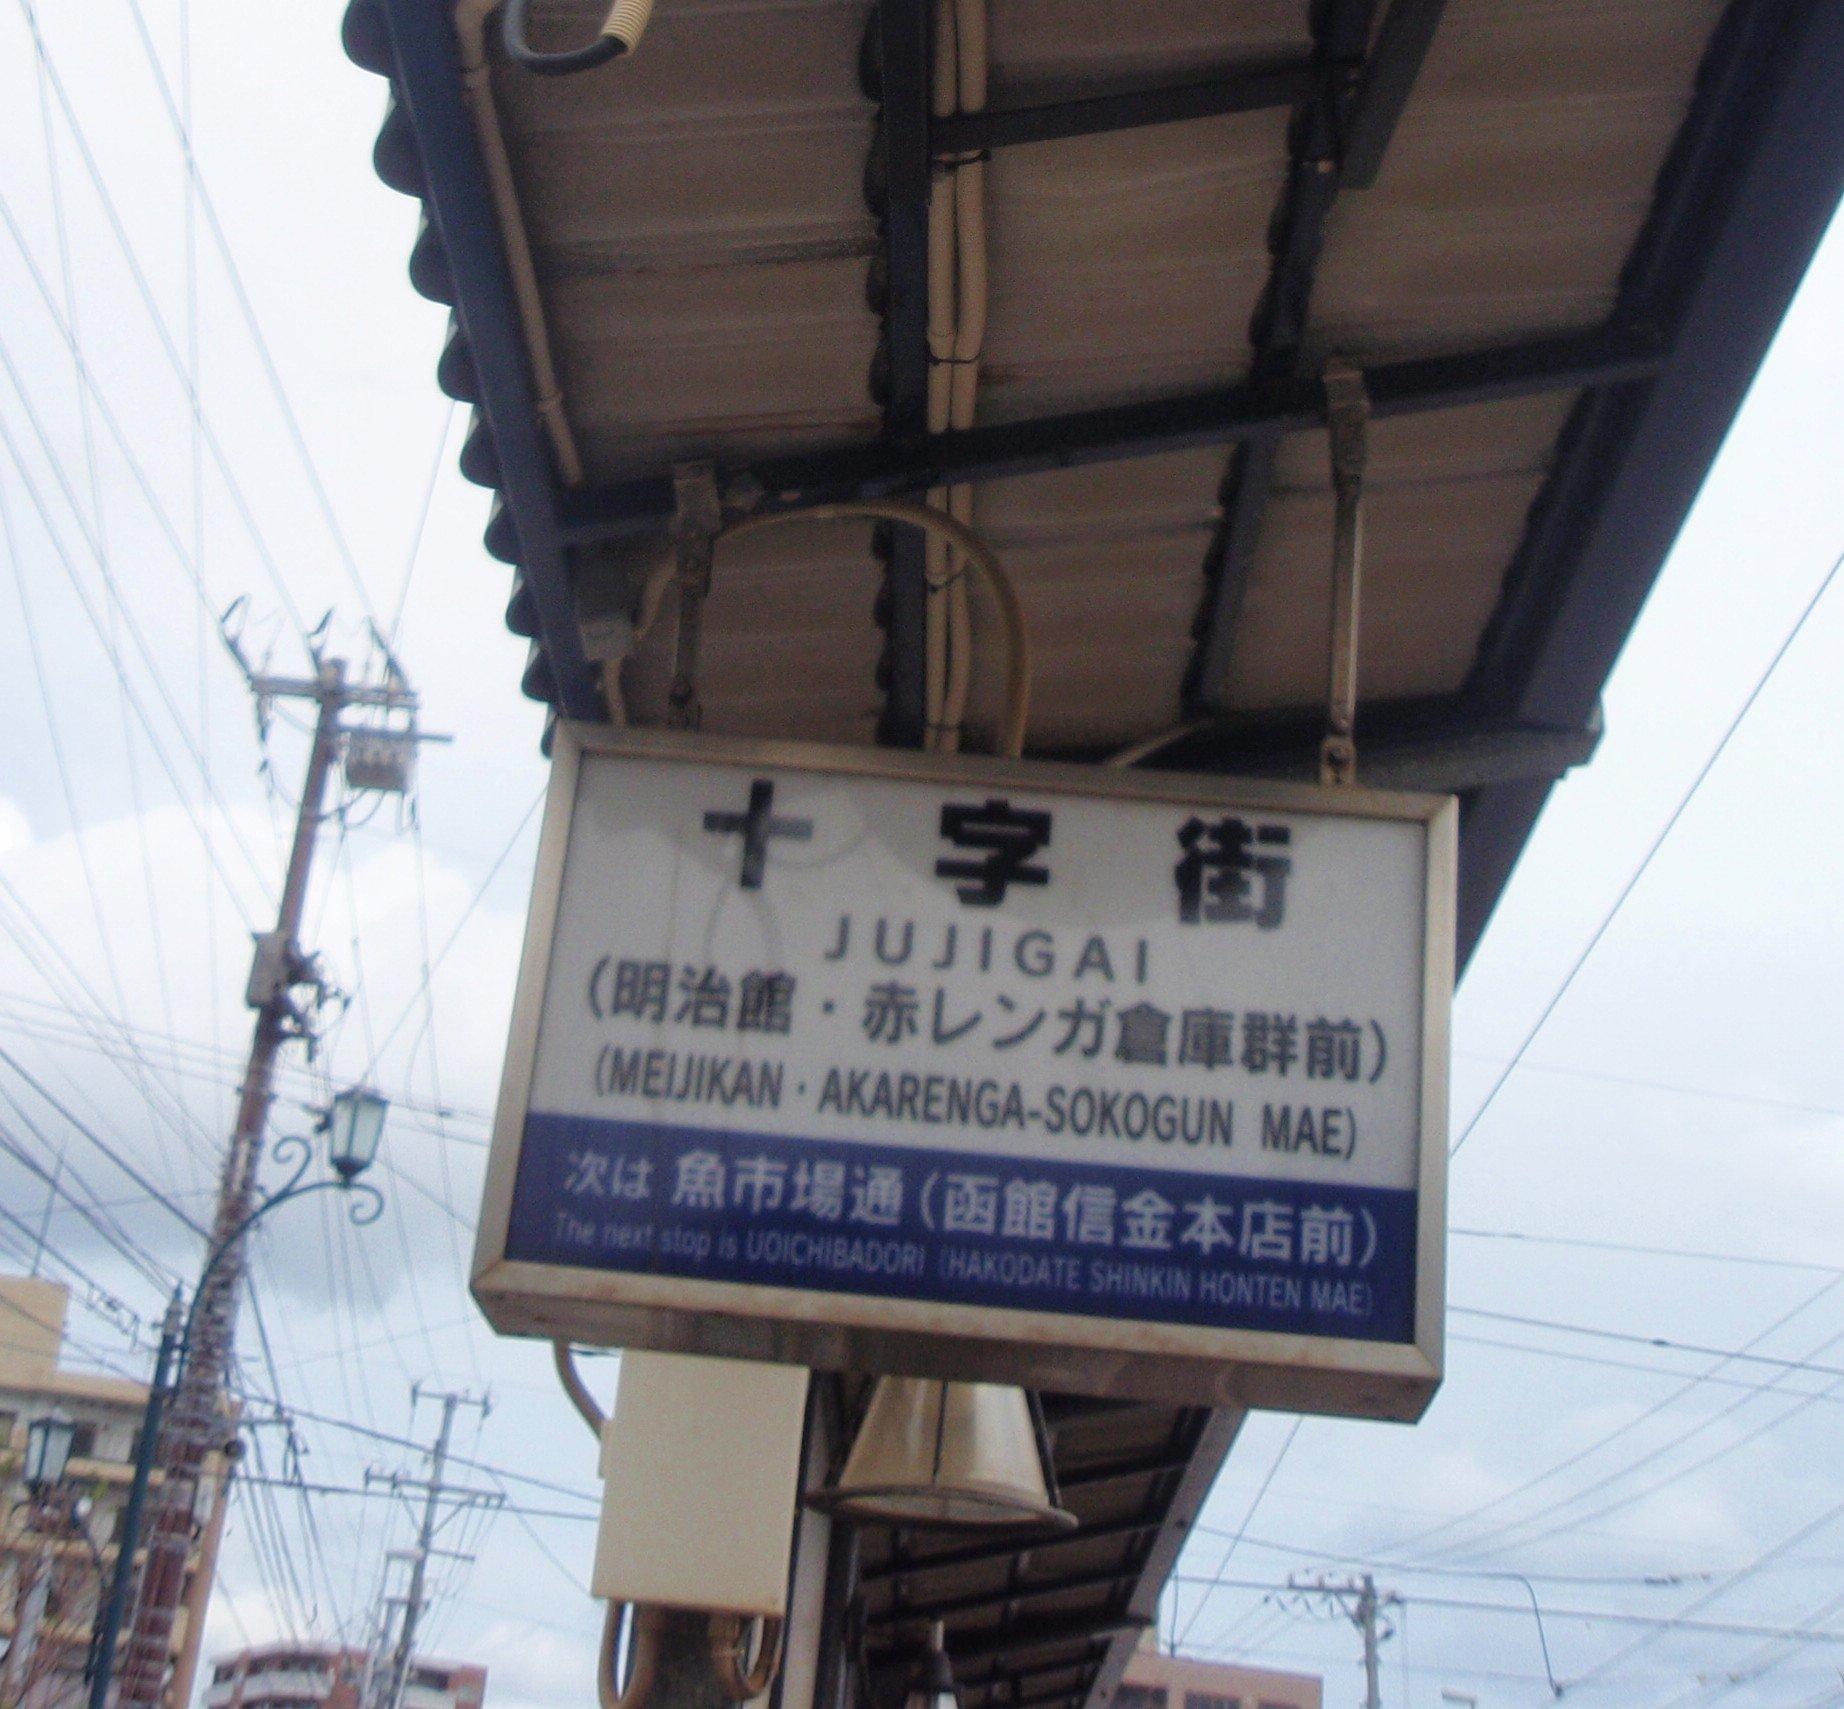 十字街
JUJIGAI
(明治館・赤レンガ倉庫群前)
(MEIJIKAN・AKARENGA-SOKOGUN MAE)
次は 魚市場通(函館信金本店前)
The next stop is UOICHIBADORI (HAKODATE SHINKIN HONTEN MAE)